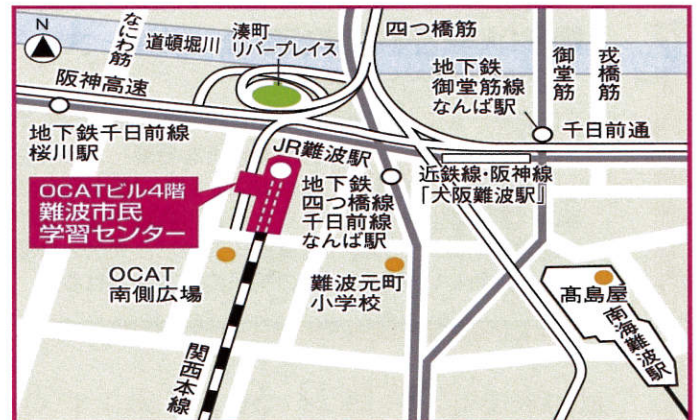 N
なにわ筋
道頓堀川
湊町
リバープレイス
四つ橋筋
御堂筋
戎橋筋
阪神高速
地下鉄
御堂筋線
なんば駅
千日前通
地下鉄千日前線
桜川駅
JR難波駅
近鉄線・阪神線
「大阪難波駅」
OCATビル4階
難波市民
学習センター
地下鉄
四つ橋線
千日前線
なんば駅
OCAT
南側広場
難波元町
小学校
髙島屋
南海難波駅
関西本線